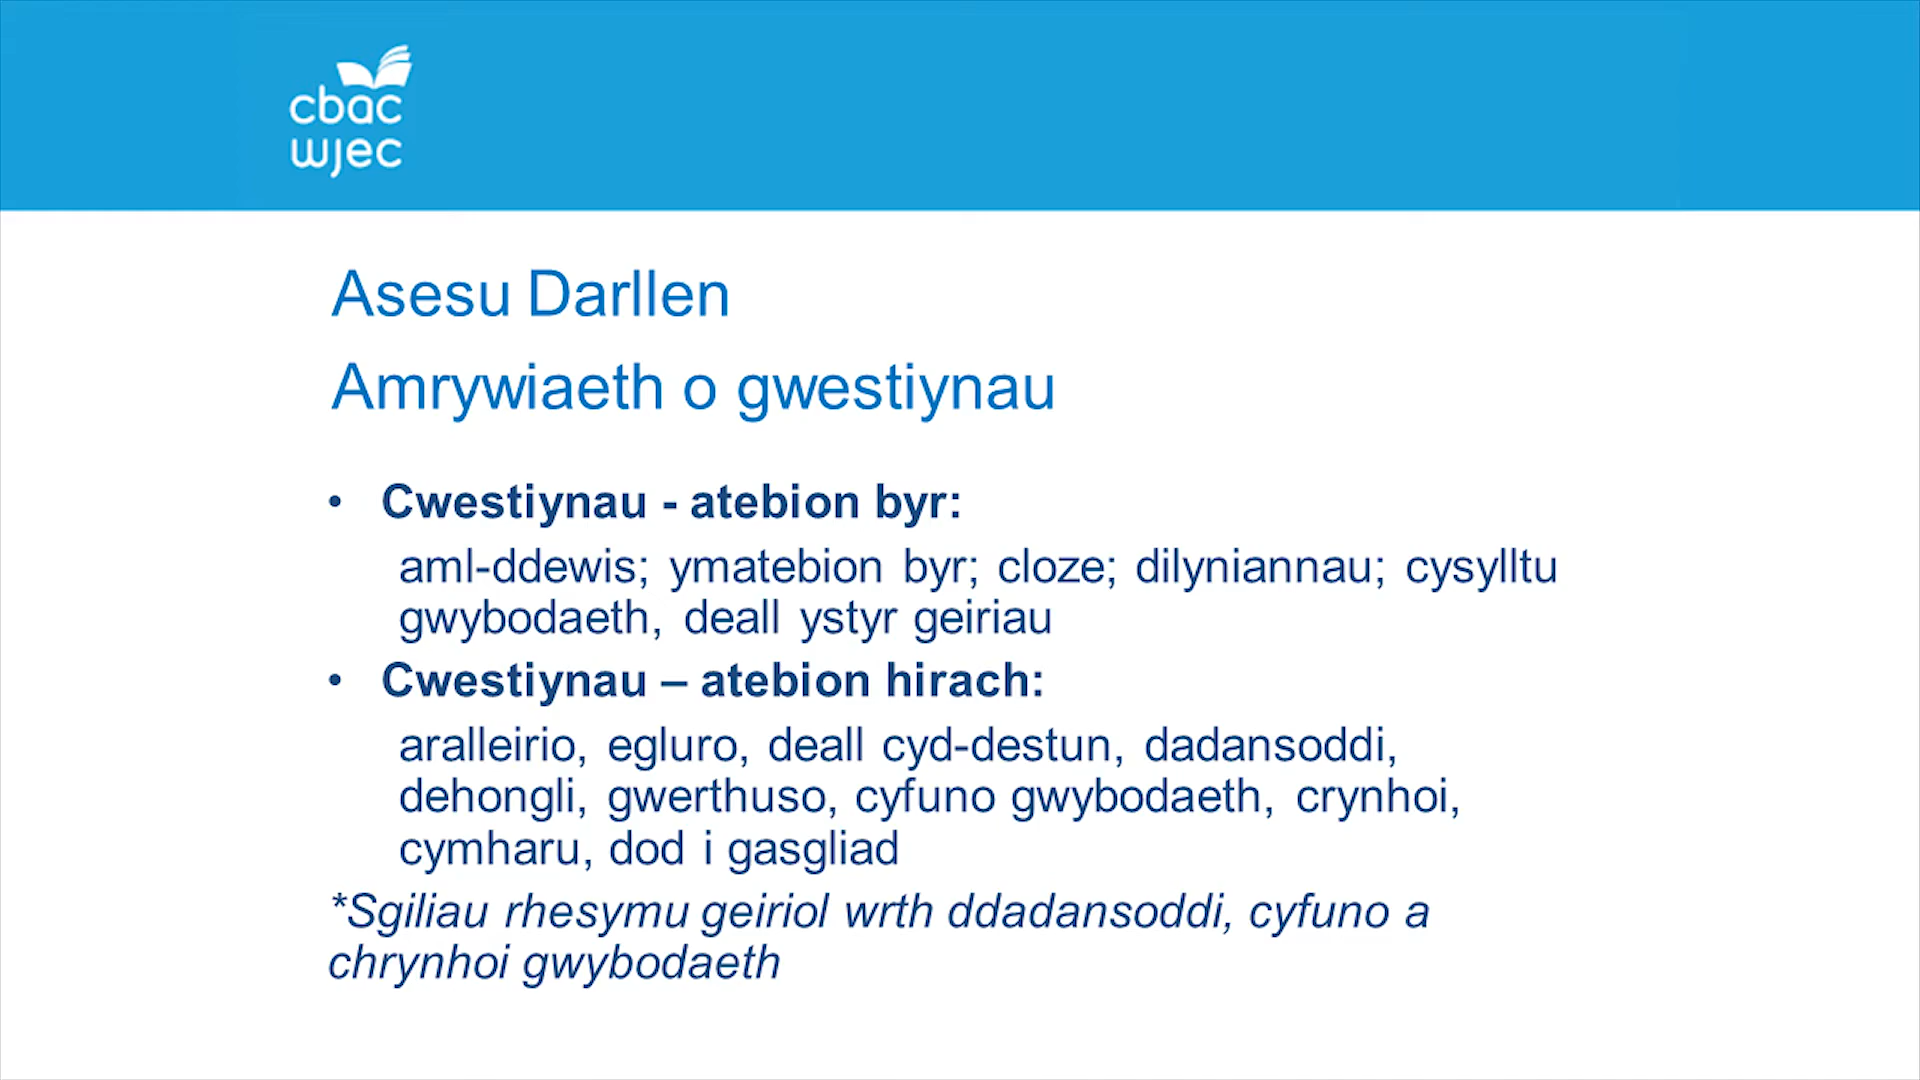 cbac
wjec
Asesu Darllen
Amrywiaeth o gwestiynau
• Cwestiynau - atebion byr:
aml-ddewis; ymatebion byr; cloze; dilyniannau; cysylltu
gwybodaeth, deall ystyr geiriau
• Cwestiynau – atebion hirach:
aralleirio, egluro, deall cyd-destun, dadansoddi,
dehongli, gwerthuso, cyfuno gwybodaeth, crynhoi,
cymharu, dod i gasgliad
*Sgiliau rhesymu geiriol wrth ddadansoddi, cyfuno a
chrynhoi gwybodaeth